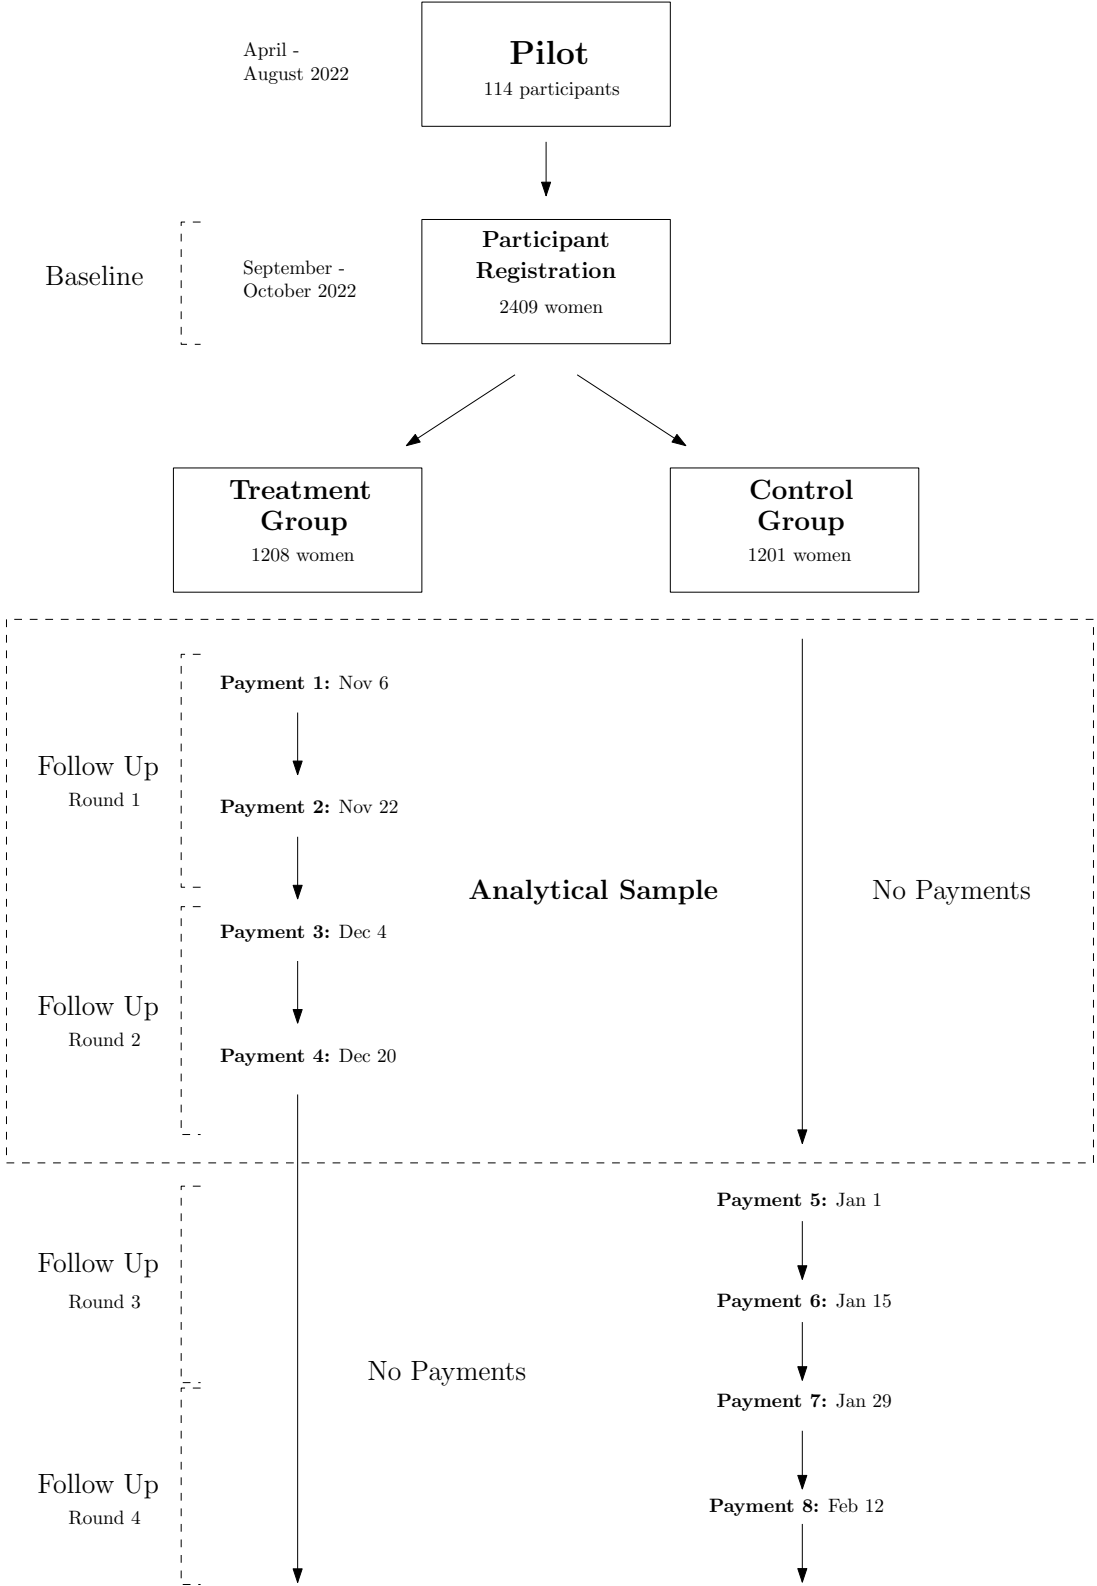 April -
August 2022
Pilot
114 participants
Baseline
September -
October 2022
Participant
Registration
2409 women
Treatment
Group
1208 women
Control
Group
1201 women
Payment 1: Nov 6
Follow Up
Round 1
Payment 2: Nov 22
Analytical Sample
No Payments
Payment 3: Dec 4
Follow Up
Round 2
Payment 4: Dec 20
Payment 5: Jan 1
Follow Up
Round 3
Payment 6: Jan 15
No Payments
Payment 7: Jan 29
Follow Up
Round 4
Payment 8: Feb 12